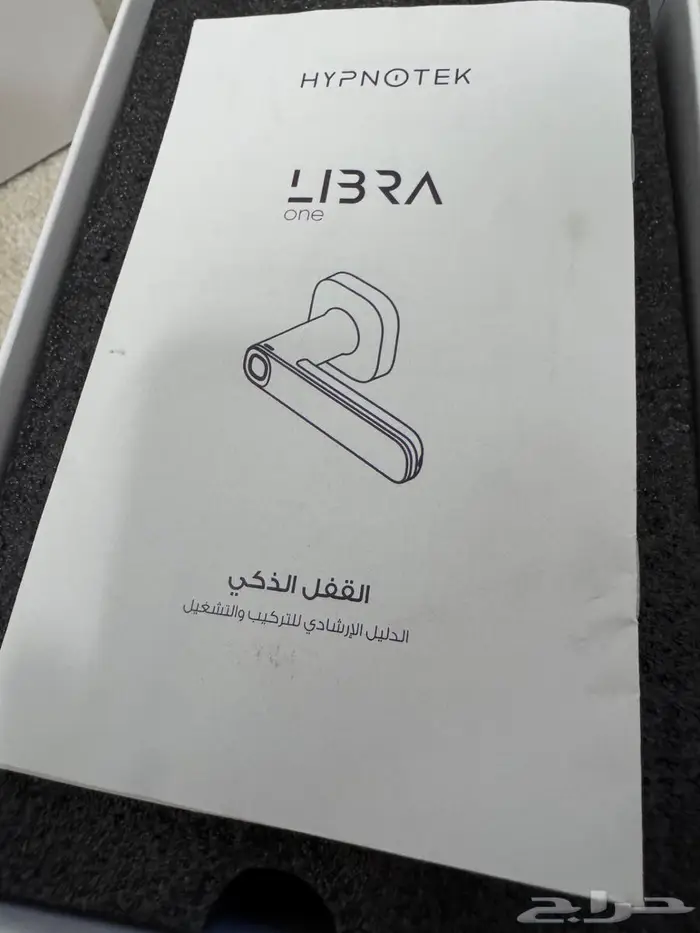 HYPNOTEK
LIBRA
one
القفل الذكي
الدليل الإرشادي للتركيب والتشغيل
حراج